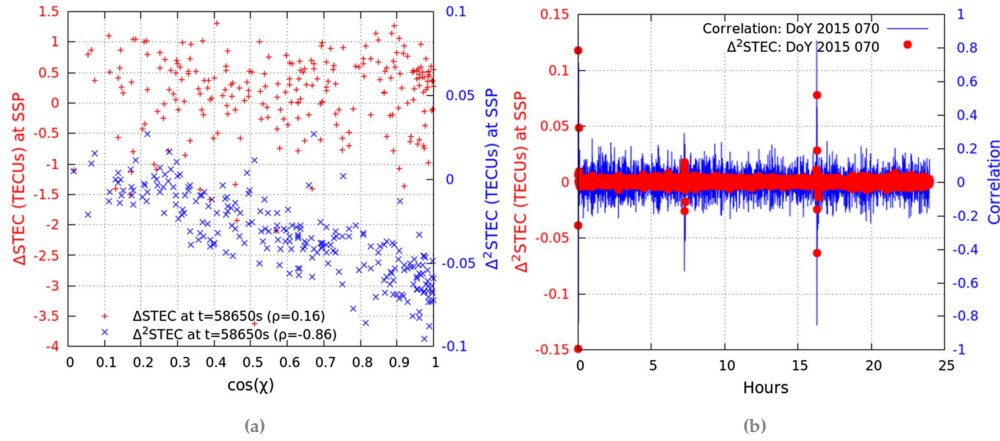 1.5
1
0.5
0
-0.5
-1
-1.5
-2
-2.5
-3
-3.5
-4
ΔSTEC (TECUs) at SSP
0.1
0.05
0
-0.05
-0.1
Δ²STEC (TECUs) at SSP
ΔSTEC at t=58650s (ρ=0.16)
Δ²STEC at t=58650s (ρ=-0.86)
0 0.1 0.2 0.3 0.4 0.5 0.6 0.7 0.8 0.9 1
cos(χ)
(a)
0.15
0.1
0.05
0
-0.05
-0.1
-0.15
Δ²STEC (TECUs) at SSP
Correlation: DoY 2015 070
Δ²STEC: DoY 2015 070
1
0.8
0.6
0.4
0.2
0
-0.2
-0.4
-0.6
-0.8
-1
Correlation
0 5 10 15 20 25
Hours
(b)